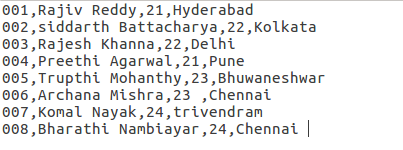 001,Rajiv Reddy,21,Hyderabad
002,siddarth Battacharya,22,Kolkata
003,Rajesh Khanna,22,Delhi
004,Preethi Agarwal,21,Pune
005,Trupthi Mohanthy,23,Bhuwaneshwar
006,Archana Mishra,23 ,Chennai
007,Komal Nayak,24,trivendram
008,Bharathi Nambiayar,24,Chennai